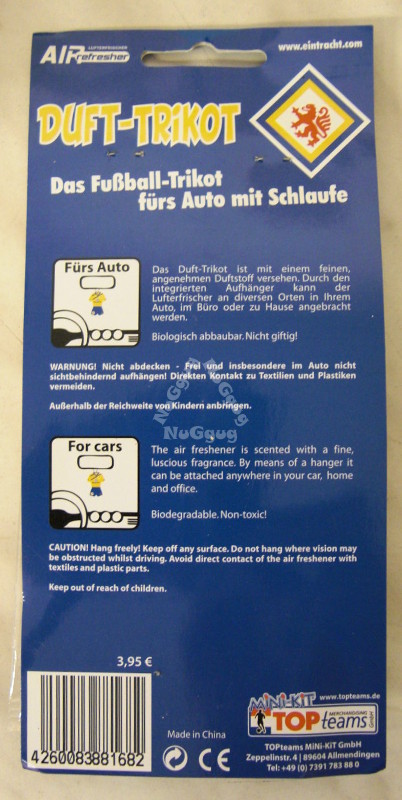 AIR LUFTERFRISCHER
refresher
www.eintracht.com
DUFT-TRIKOT
Das Fußball-Trikot
fürs Auto mit Schlaufe
Fürs Auto
Das Duft-Trikot ist mit einem feinen,
angenehmen Duftstoff versehen. Durch den
integrierten Aufhänger kann der
Lufterfrischer an diversen Orten in Ihrem
Auto, im Büro oder zu Hause angebracht
werden.
Biologisch abbaubar. Nicht giftig!
WARNUNG! Nicht abdecken - Frei und insbesondere im Auto nicht
sichtbehindernd aufhängen! Direkten Kontakt zu Textilien und Plastiken
vermeiden.
Außerhalb der Reichweite von Kindern anbringen.
NuGgug NuGgug
NuGgug
For cars
The air freshener is scented with a fine,
luscious fragrance. By means of a hanger it
can be attached anywhere in your car, home
and office.
Biodegradable. Non-toxic!
CAUTION! Hang freely! Keep off any surface. Do not hang where vision may
be obstructed whilst driving. Avoid direct contact of the air freshener with
textiles and plastic parts.
Keep out of reach of children.
3,95 €
4260083881682
Made in China
CE
MiNi-KiT
www.topteams.de
MERCHANDISING
TOPteams GmbH
TOPteams MiNi-KiT GmbH
Zeppelinstr. 4 | 89604 Allmendingen
Tel: +49 (0) 7391 783 88 0